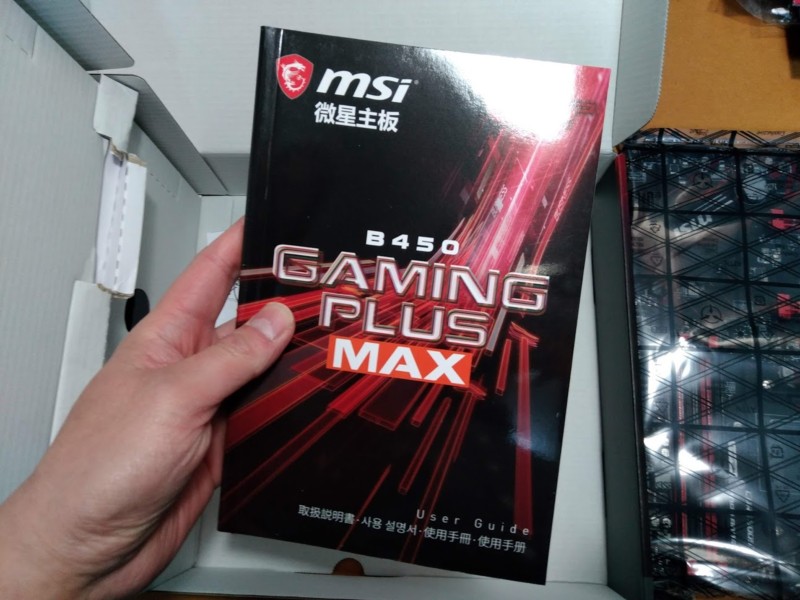 msi
微星主板
B450
GAMING
PLUS
MAX
User Guide
取扱説明書·사용 설명서·使用手冊·使用手册